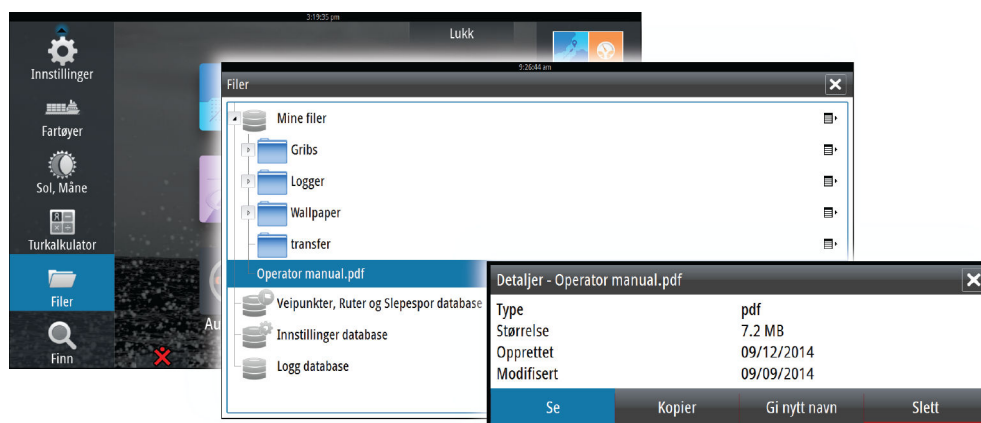 3:19:35 pm
Lukk
Innstillinger
Fartøyer
Sol, Måne
Turkalkulator
Filer
Finn
Au
9:26:44 am
Filer
Mine filer
Gribs
Logger
Wallpaper
transfer
Operator manual.pdf
Veipunkter, Ruter og Slepespor database
Innstillinger database
Logg database
Detaljer - Operator manual.pdf
Type pdf
Størrelse 7.2 MB
Opprettet 09/12/2014
Modifisert 09/09/2014
Se Kopier Gi nytt navn Slett